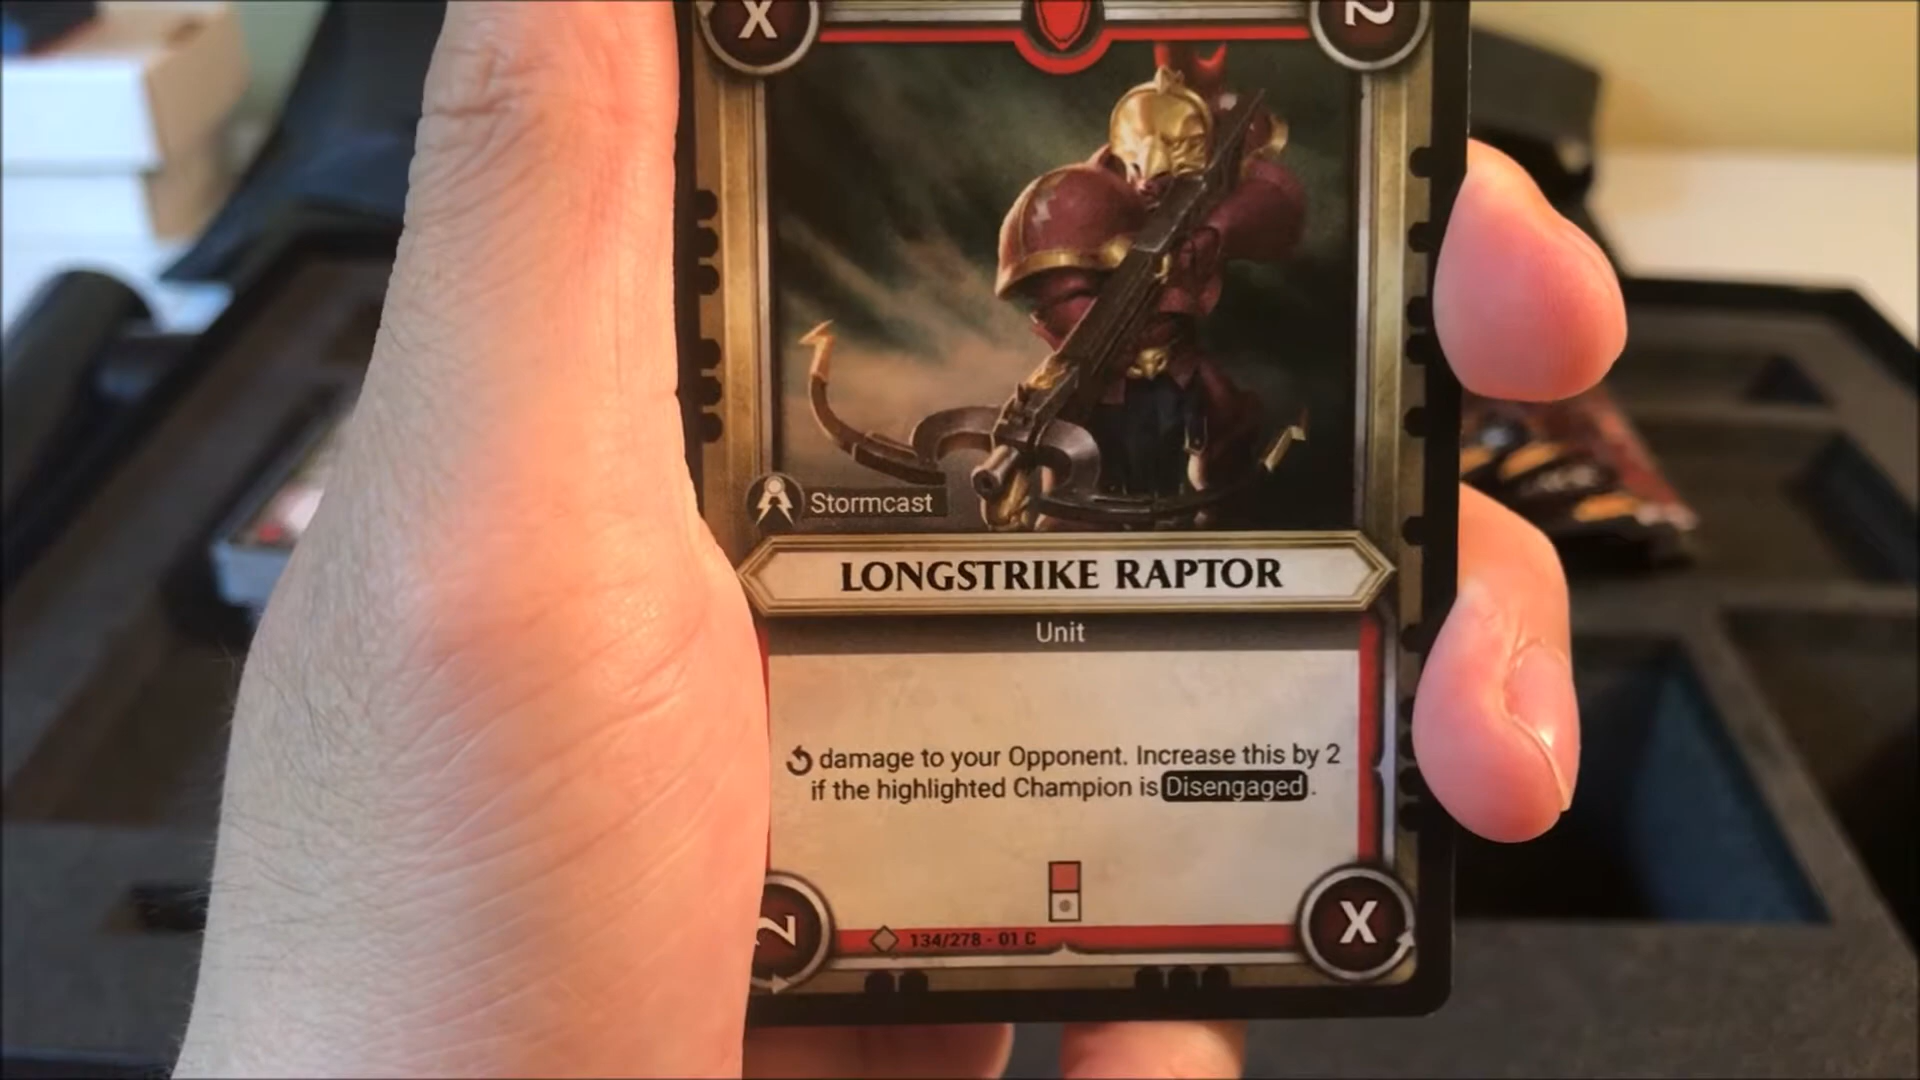 X 2
Stormcast
LONGSTRIKE RAPTOR
Unit
damage to your Opponent. Increase this by 2
if the highlighted Champion is Disengaged.
2 134/278 - 01 C X